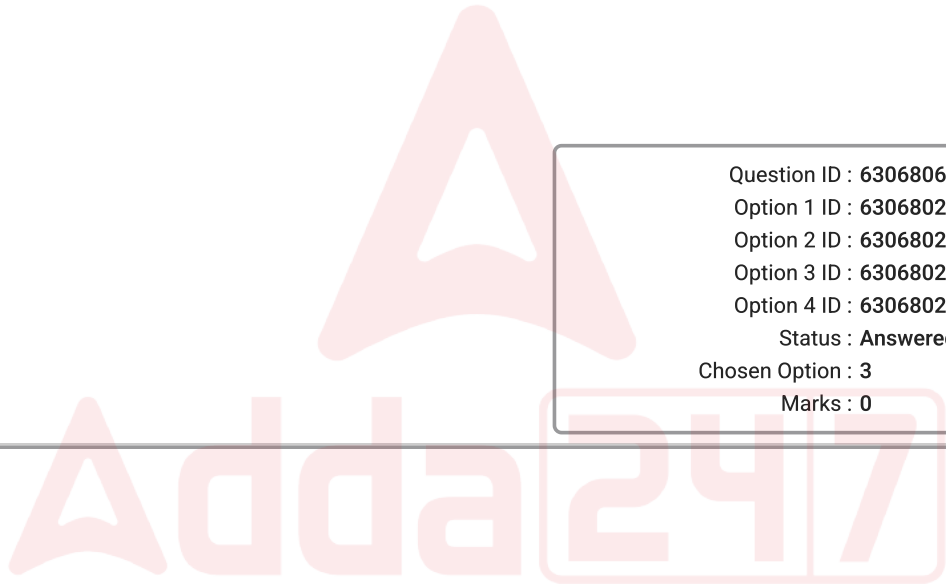 Question ID : 6306806
Option 1 ID : 6306802
Option 2 ID : 6306802
Option 3 ID : 6306802
Option 4 ID : 6306802
Status : Answered
Chosen Option : 3
Marks : 0
Adda247